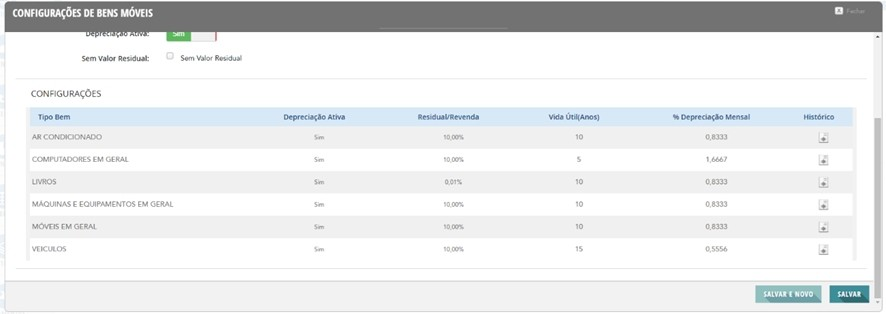 CONFIGURAÇÕES DE BENS MÓVEIS
Fechar
Depreciação Ativa: Sim
Sem Valor Residual: Sem Valor Residual
CONFIGURAÇÕES
Tipo Bem Depreciação Ativa Residual/Revenda Vida Útil(Anos) % Depreciação Mensal Histórico
AR CONDICIONADO Sim 10,00% 10 0,8333
COMPUTADORES EM GERAL Sim 10,00% 5 1,6667
LIVROS Sim 0,01% 10 0,8333
MÁQUINAS E EQUIPAMENTOS EM GERAL Sim 10,00% 10 0,8333
MÓVEIS EM GERAL Sim 10,00% 10 0,8333
VEICULOS Sim 10,00% 15 0,5556
SALVAR E NOVO SALVAR